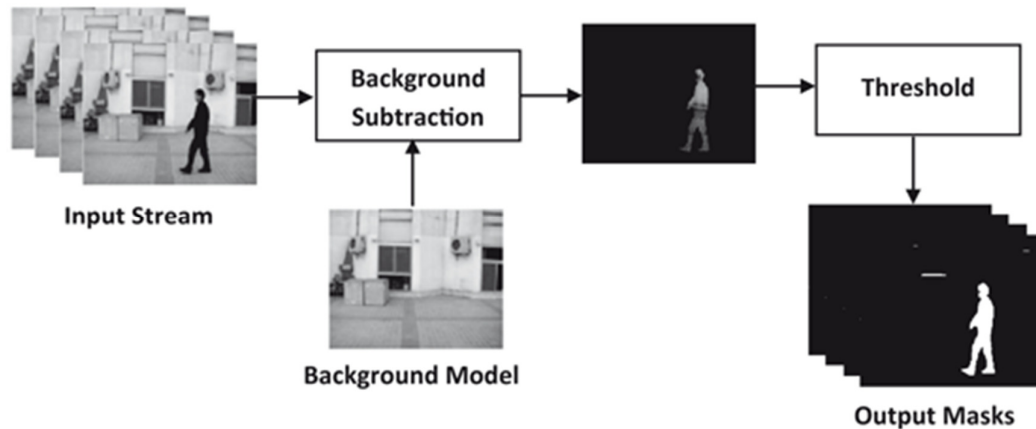 Background
Subtraction
Threshold
Input Stream
Background Model
Output Masks